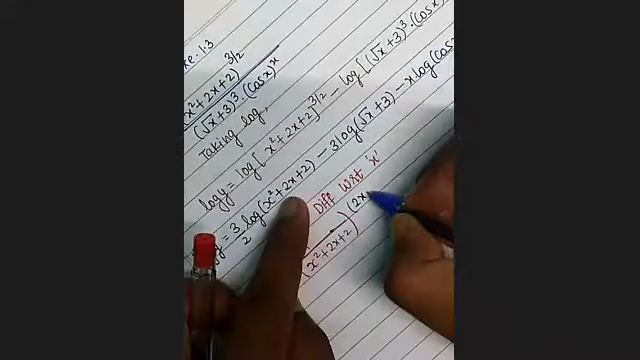 1.3
(x²+2x+2)^3/2
(√x+3)³·(cosx)^x
Taking log,
logy = log[x²+2x+2]^3/2 - log[(√x+3)³·(cosx)
logy = 3/2 log(x²+2x+2) - 3log(√x+3) - xlog(cos
Diff wrt 'x'
(x²+2x+2) (2x